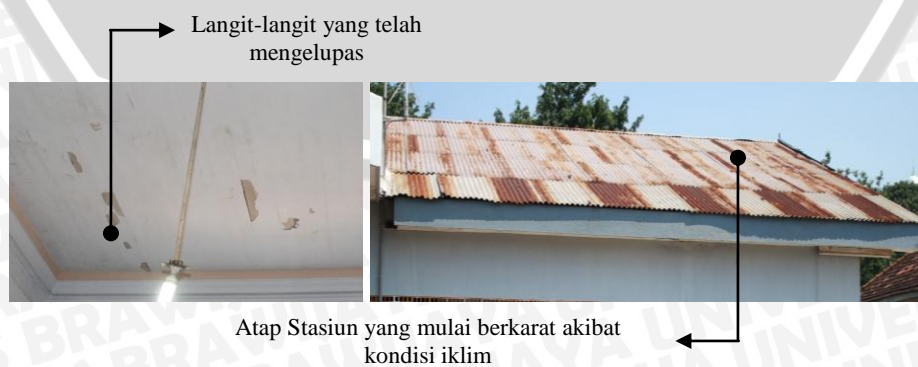 Langit-langit yang telah
mengelupas
Atap Stasiun yang mulai berkarat akibat
kondisi iklim